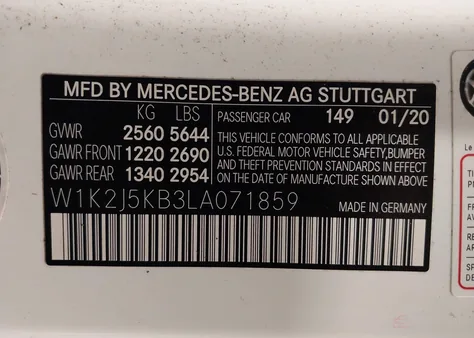 MFD BY MERCEDES-BENZ AG STUTTGART
KG LBS
PASSENGER CAR 149 01/20
GVWR 2560 5644
GAWR FRONT 1220 2690
GAWR REAR 1340 2954
THIS VEHICLE CONFORMS TO ALL APPLICABLE
U.S. FEDERAL MOTOR VEHICLE SAFETY,BUMPER
AND THEFT PREVENTION STANDARDS IN EFFECT
ON THE DATE OF MANUFACTURE SHOWN ABOVE
W1K2J5KB3LA071859
MADE IN GERMANY
Le